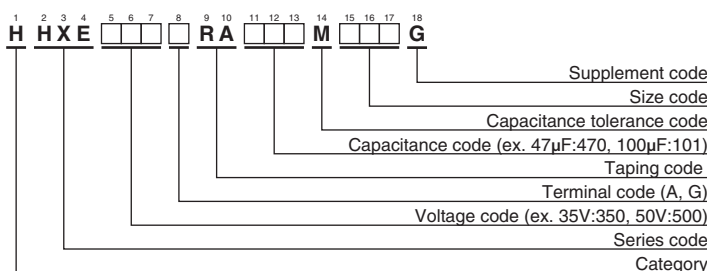 1 2 3 4 5 6 7 8 9 10 11 12 13 14 15 16 17 18
H HXE □□□ □ RA □□□ M □□□ G
Supplement code
Size code
Capacitance tolerance code
Capacitance code (ex. 47µF:470, 100µF:101)
Taping code
Terminal code (A, G)
Voltage code (ex. 35V:350, 50V:500)
Series code
Category